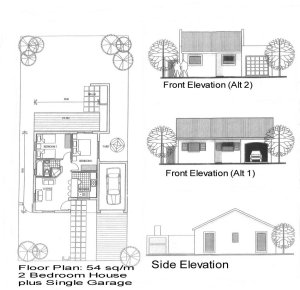 Front Elevation (Alt 2)
Front Elevation (Alt 1)
Side Elevation
Floor Plan: 54 sq/m
2 Bedroom House
plus Single Garage